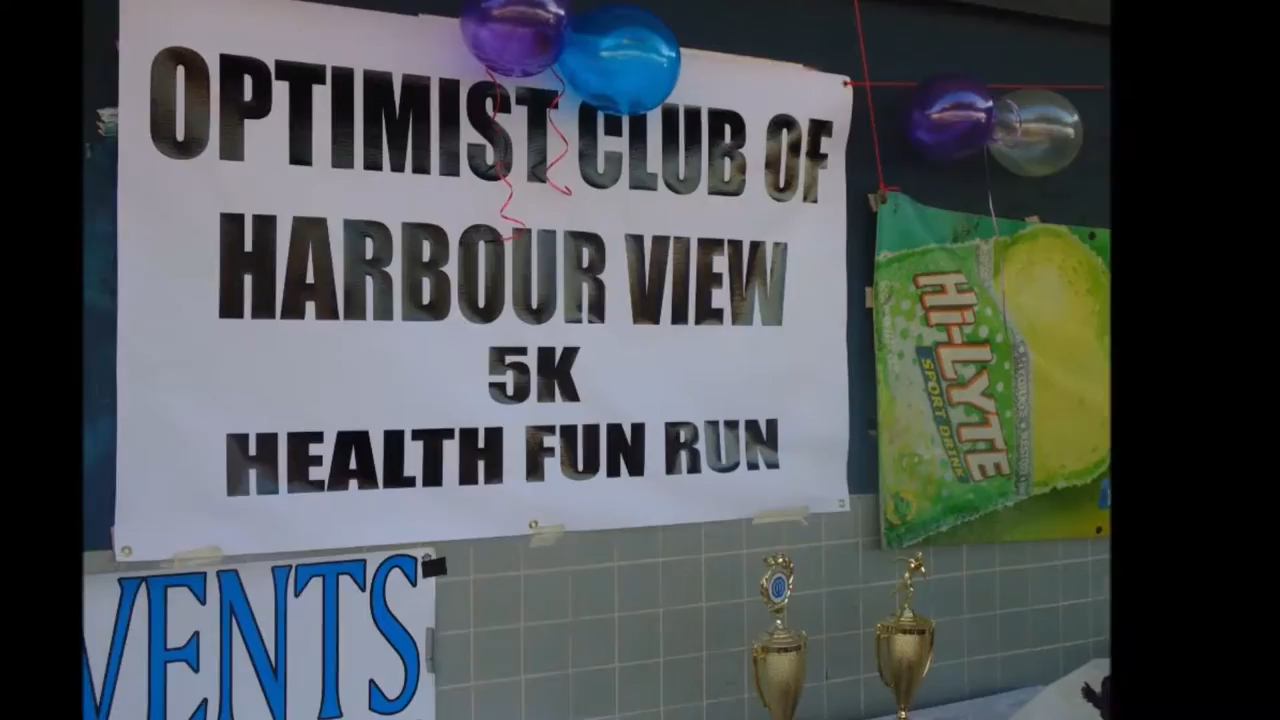 OPTIMIST CLUB OF
HARBOUR VIEW
5K
HEALTH FUN RUN
HI-LYTE
SPORT DRINK
VENTS